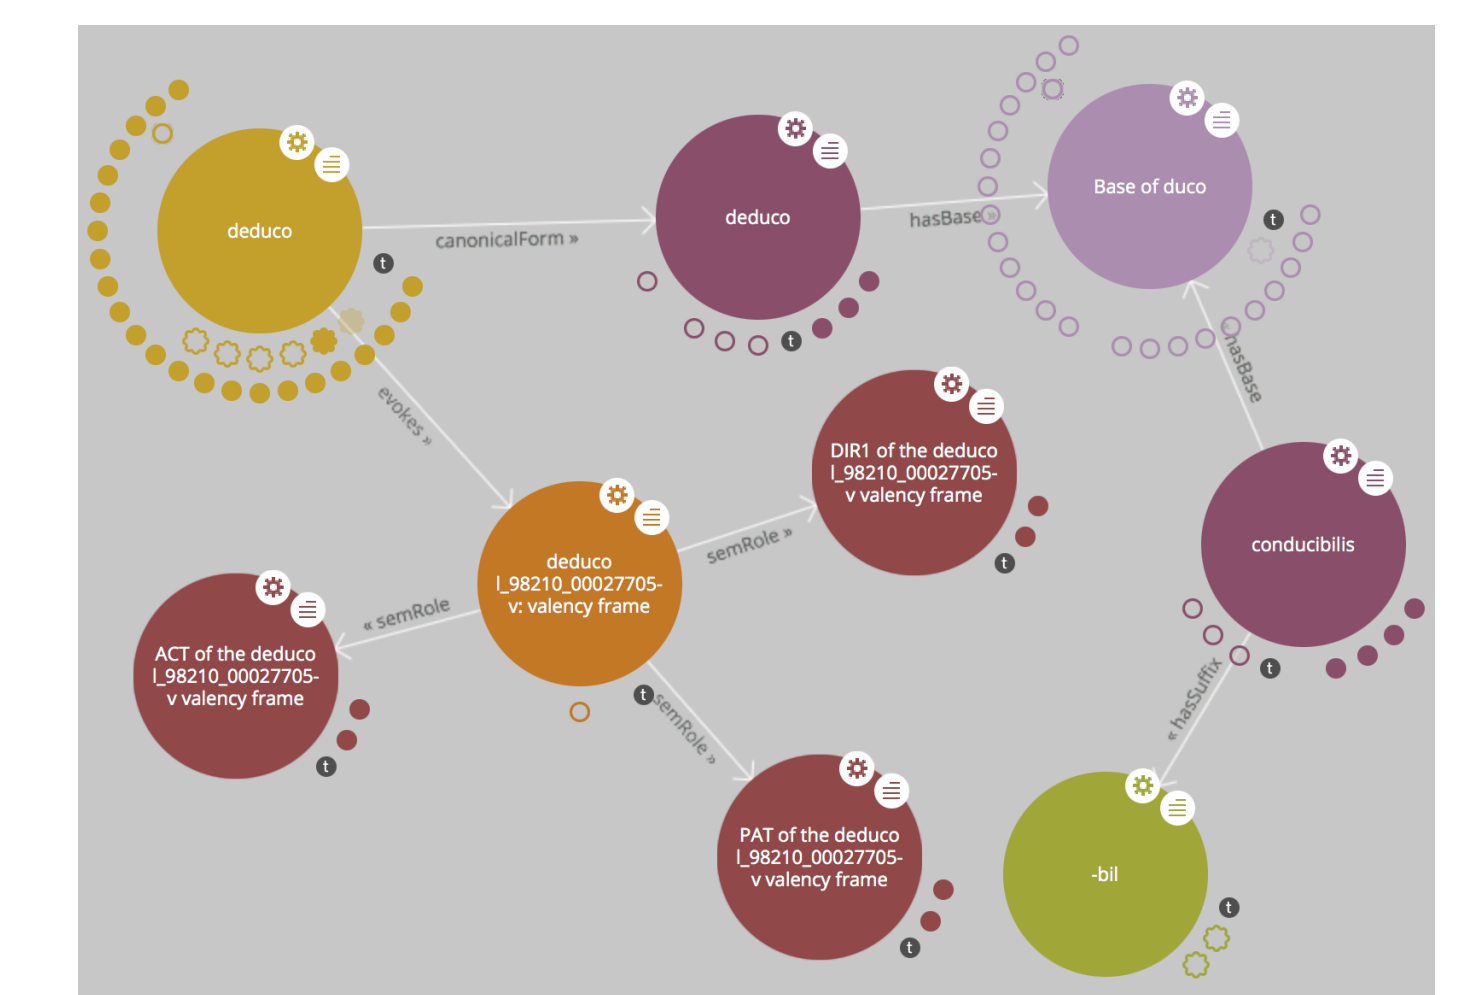 deduco
canonicalForm »
deduco
hasBase »
Base of duco
t
t
t
« hasBase
evokes »
DIR1 of the deduco
l_98210_00027705-
v valency frame
t
semRole »
deduco
l_98210_00027705-
v: valency frame
t
conducibilis
t
« semRole
ACT of the deduco
l_98210_00027705-
v valency frame
t
semRole »
« hasSuffix
PAT of the deduco
l_98210_00027705-
v valency frame
t
-bil
t